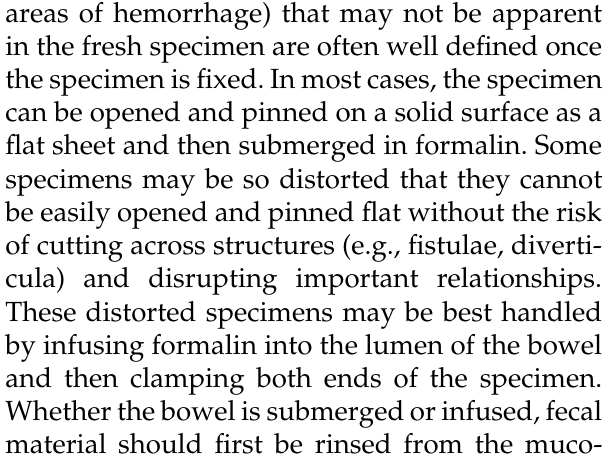 areas of hemorrhage) that may not be apparent
in the fresh specimen are often well defined once
the specimen is fixed. In most cases, the specimen
can be opened and pinned on a solid surface as a
flat sheet and then submerged in formalin. Some
specimens may be so distorted that they cannot
be easily opened and pinned flat without the risk
of cutting across structures (e.g., fistulae, diverti-
cula) and disrupting important relationships.
These distorted specimens may be best handled
by infusing formalin into the lumen of the bowel
and then clamping both ends of the specimen.
Whether the bowel is submerged or infused, fecal
material should first be rinsed from the muco-